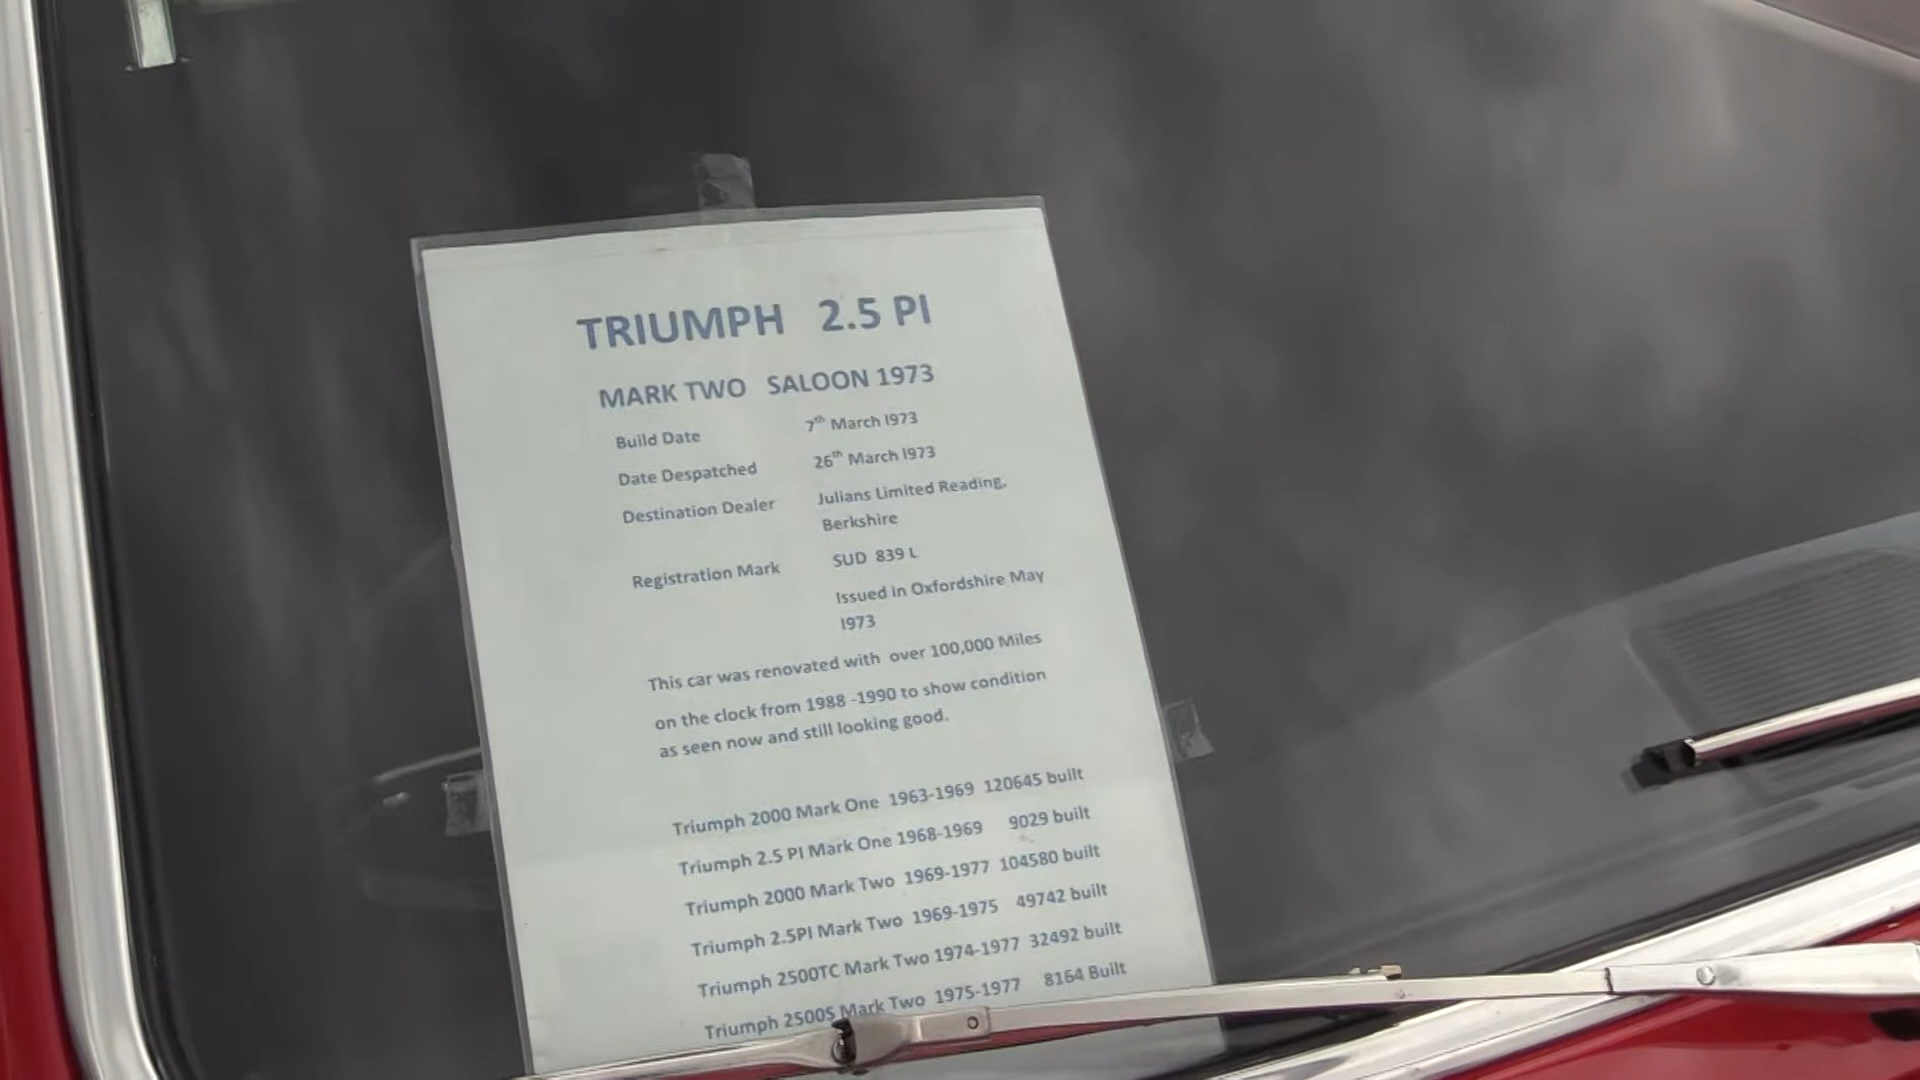 TRIUMPH 2.5 PI
MARK TWO SALOON 1973
Build Date 7th March I973
Date Despatched 26th March I973
Destination Dealer Julians Limited Reading,
Berkshire
Registration Mark SUD 839 L
Issued in Oxfordshire May
I973
This car was renovated with over 100,000 Miles
on the clock from 1988 -1990 to show condition
as seen now and still looking good.
Triumph 2000 Mark One 1963-1969 120645 built
Triumph 2.5 PI Mark One 1968-1969 9029 built
Triumph 2000 Mark Two 1969-1977 104580 built
Triumph 2.5PI Mark Two 1969-1975 49742 built
Triumph 2500TC Mark Two 1974-1977 32492 built
Triumph 2500S Mark Two 1975-1977 8164 Built